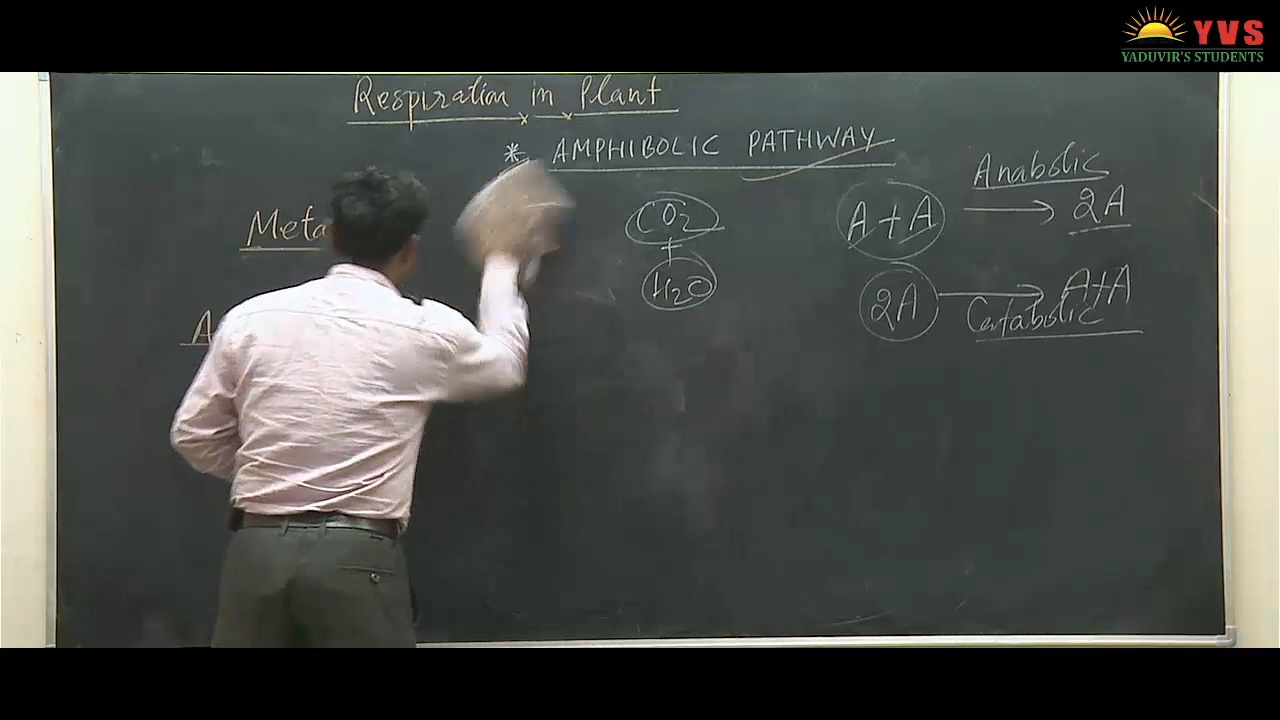 YVS
YADUVIR'S STUDENTS
Respiration in Plant
* AMPHIBOLIC PATHWAY
Anabolic
A+A → 2A
Meta
CO2
+
H2O
2A → A+A
Catabolic
A